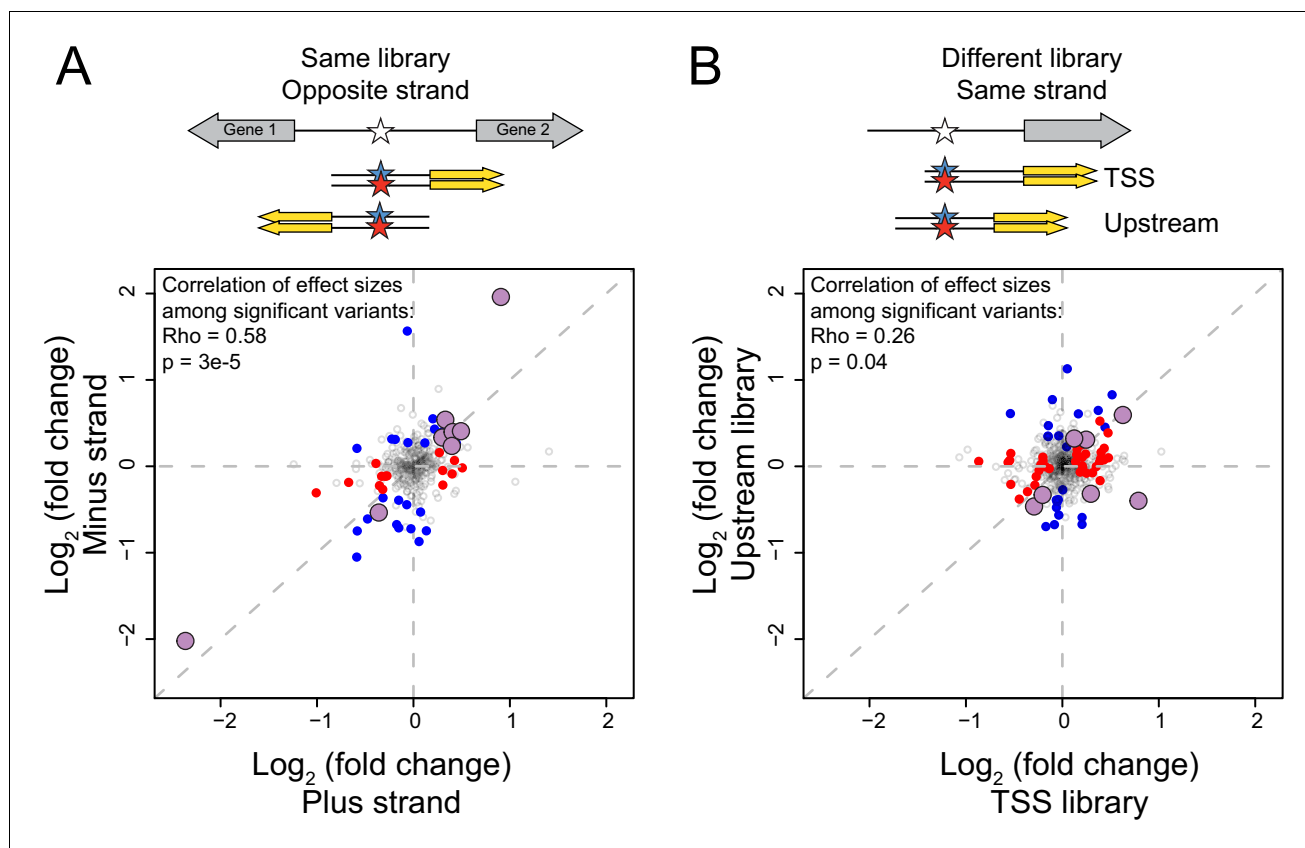 A
Same library
Opposite strand
Gene 1
Gene 2
Correlation of effect sizes
among significant variants:
Rho = 0.58
p = 3e-5
2
1
0
−1
−2
Log2 (fold change)
Minus strand
−2
−1
0
1
2
Log2 (fold change)
Plus strand
B
Different library
Same strand
TSS
Upstream
Correlation of effect sizes
among significant variants:
Rho = 0.26
p = 0.04
2
1
0
−1
−2
Log2 (fold change)
Upstream library
−2
−1
0
1
2
Log2 (fold change)
TSS library